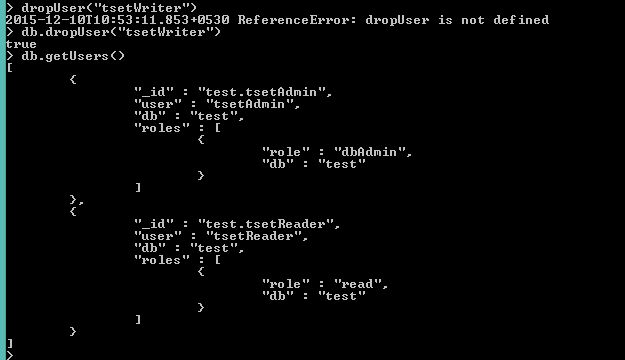 > dropUser("tsetWriter")
2015-12-10T10:53:11.853+0530 ReferenceError: dropUser is not defined
> db.dropUser("tsetWriter")
true
> db.getUsers()
[
        {
                "_id" : "test.tsetAdmin",
                "user" : "tsetAdmin",
                "db" : "test",
                "roles" : [
                        {
                                "role" : "dbAdmin",
                                "db" : "test"
                        }
                ]
        },
        {
                "_id" : "test.tsetReader",
                "user" : "tsetReader",
                "db" : "test",
                "roles" : [
                        {
                                "role" : "read",
                                "db" : "test"
                        }
                ]
        }
]
>